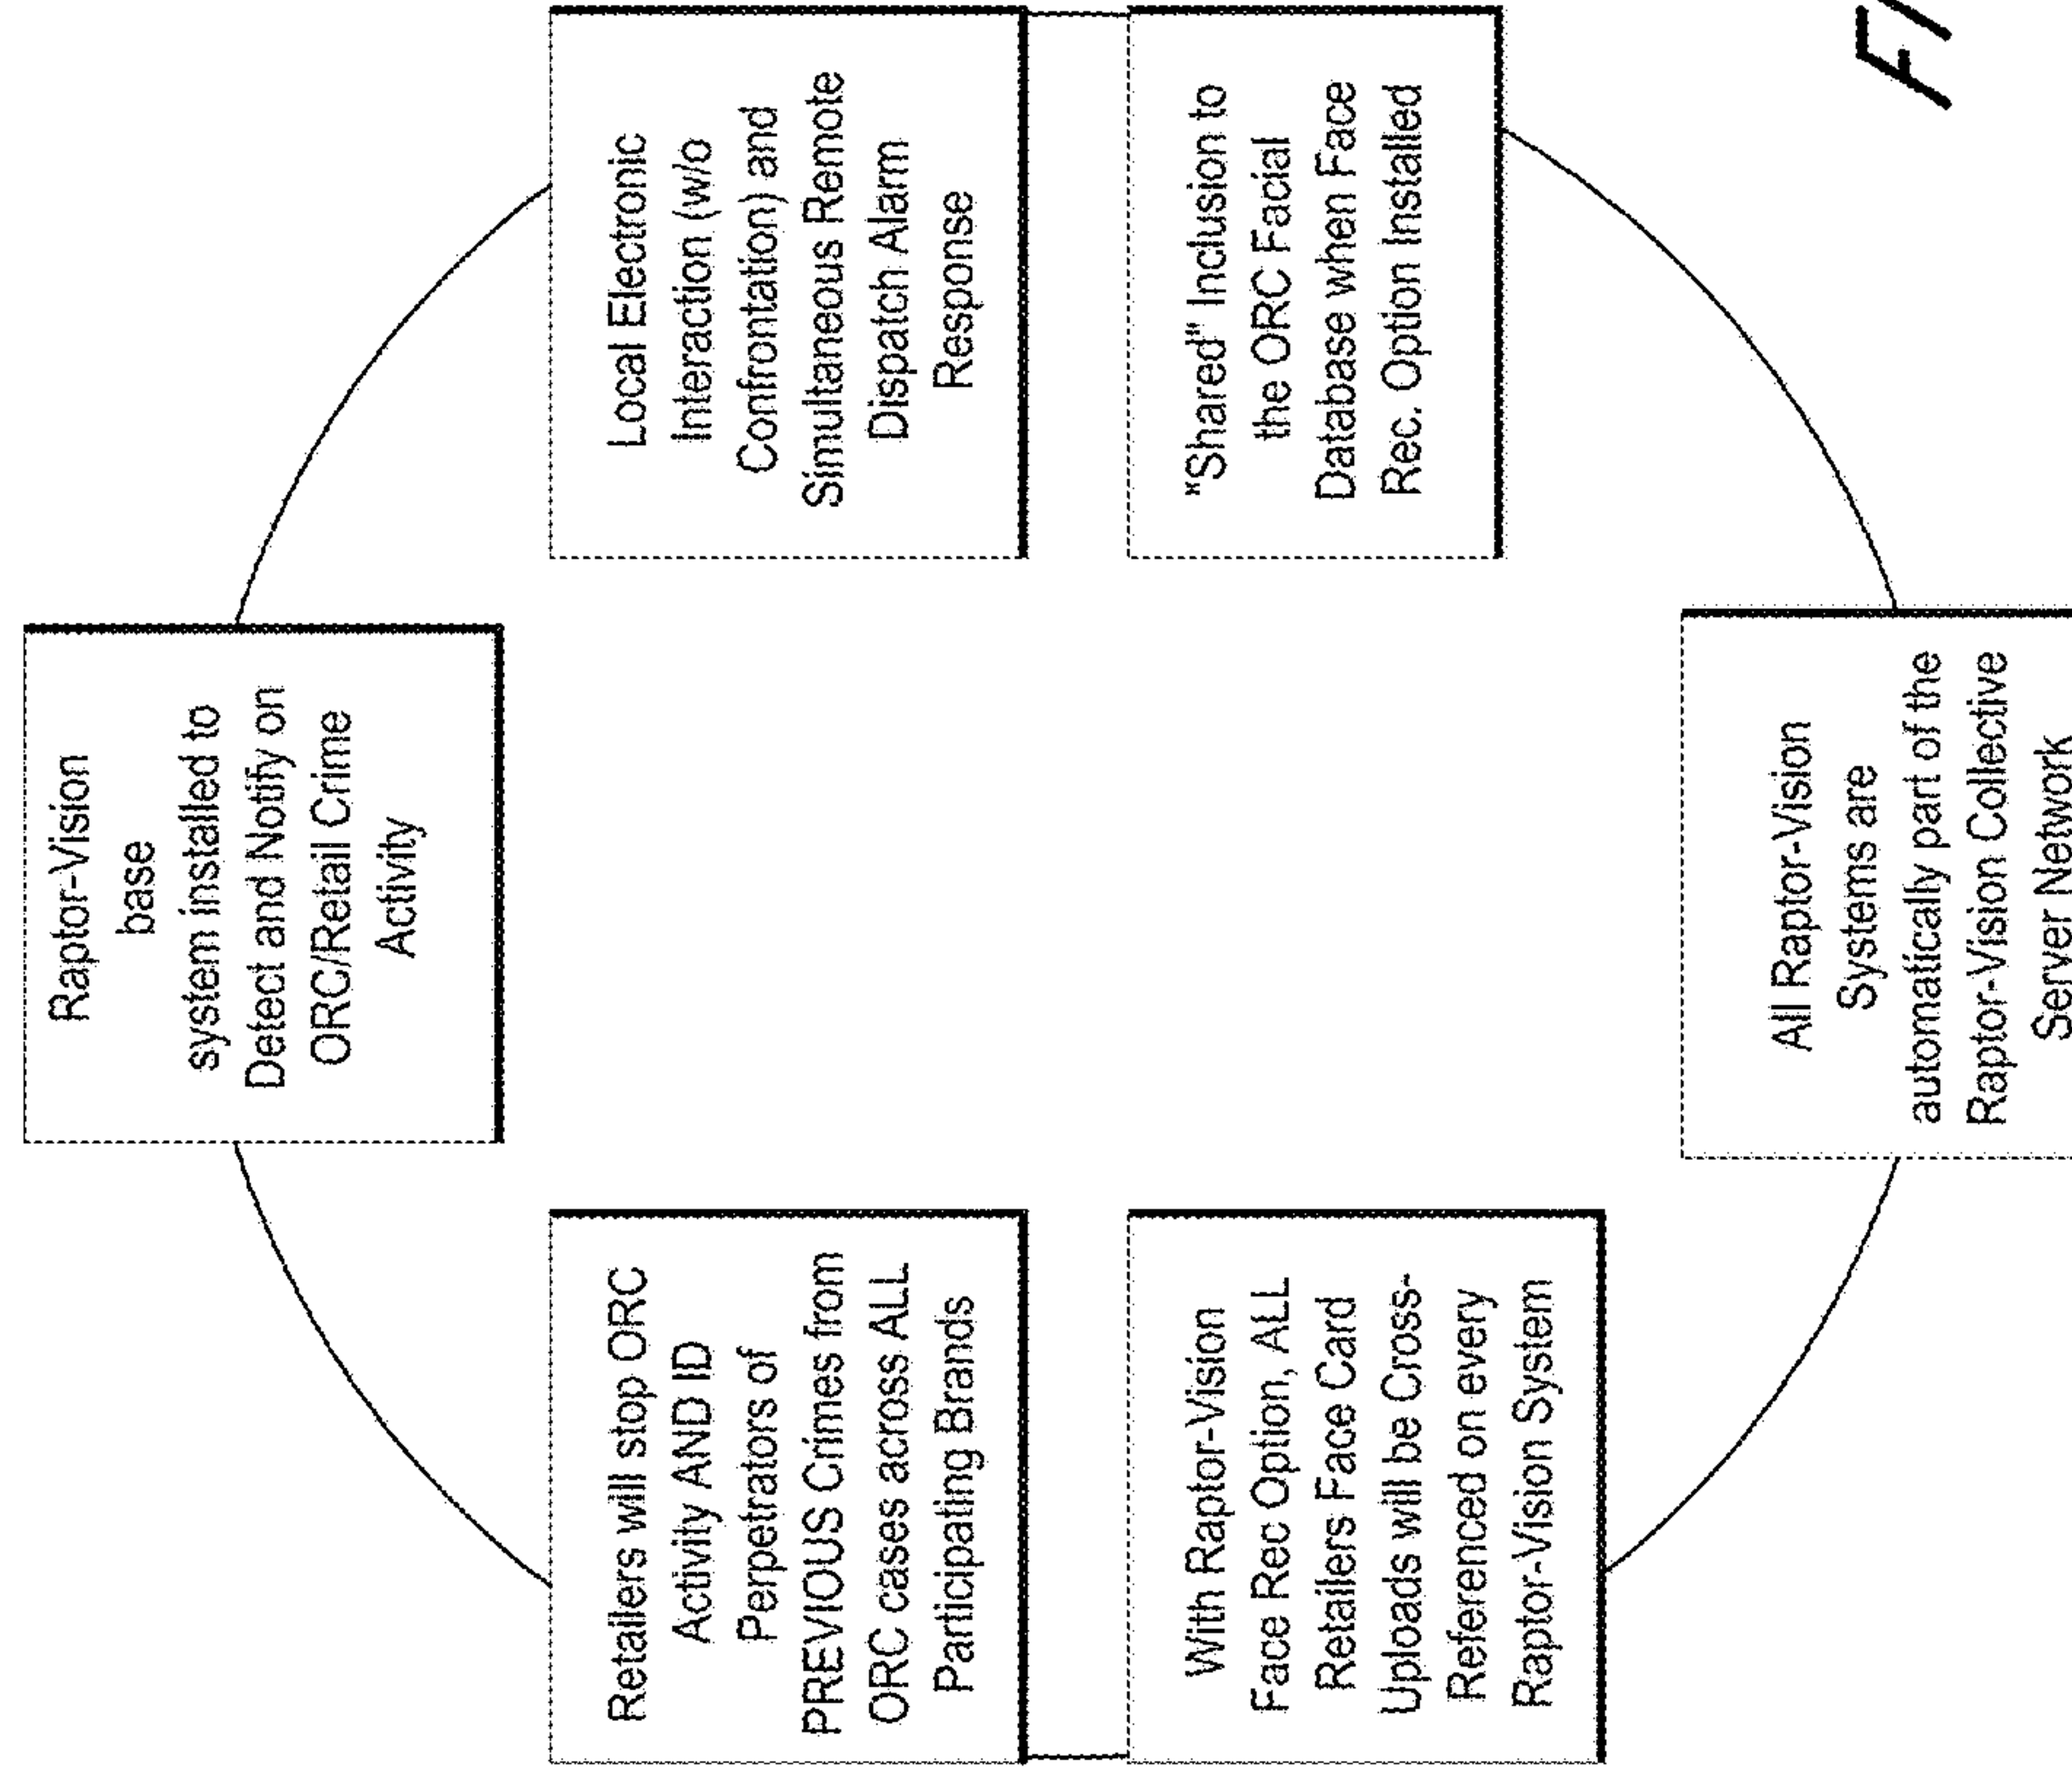 Raptor-Vision
base
system installed to
Detect and Notify on
ORC/Retail Crime
Activity
Local Electronic
Interaction (w/o
Confrontation) and
Simultaneous Remote
Dispatch Alarm
Response
"Shared" Inclusion to
the ORC Facial
Database when Face
Rec. Option Installed
All Raptor-Vision
Systems are
automatically part of the
Raptor-Vision Collective
Server Network
With Raptor-Vision
Face Rec Option, ALL
Retailers Face Card
Uploads will be Cross-
Referenced on every
Raptor-Vision System
Retailers will stop ORC
Activity AND ID
Perpetrators of
PREVIOUS Crimes from
ORC cases across ALL
Participating Brands